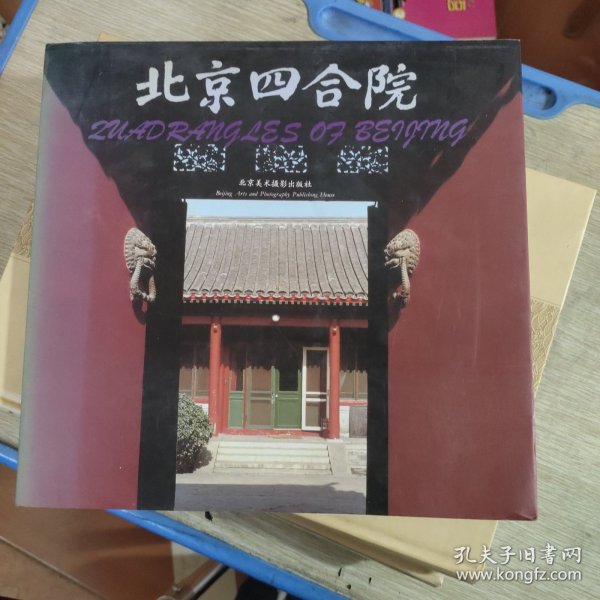 北京四合院
QUADRANGLES OF BEIJING
北京美术摄影出版社
Beijing Arts and Photography Publishing House
孔夫子旧书网
www.kongfz.com